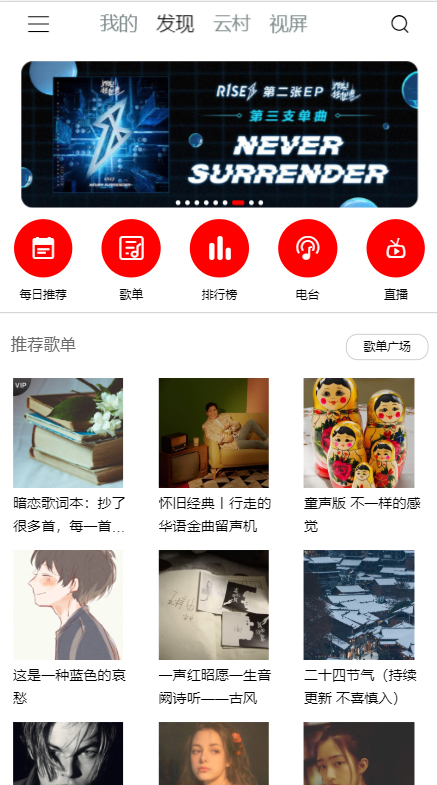 我的 发现 云村 视屏
RISE 第二张EP
第三支单曲
NEVER
SURRENDER
NEVER SURRENDER
每日推荐 歌单 排行榜 电台 直播
推荐歌单 歌单广场
VIP
暗恋歌词本：抄了 怀旧经典丨行走的 童声版 不一样的感
很多首，每一首... 华语金曲留声机 觉
这是一种蓝色的哀 一声红昭愿一生音 二十四节气（持续
愁 阙诗听——古风 更新 不喜慎入）